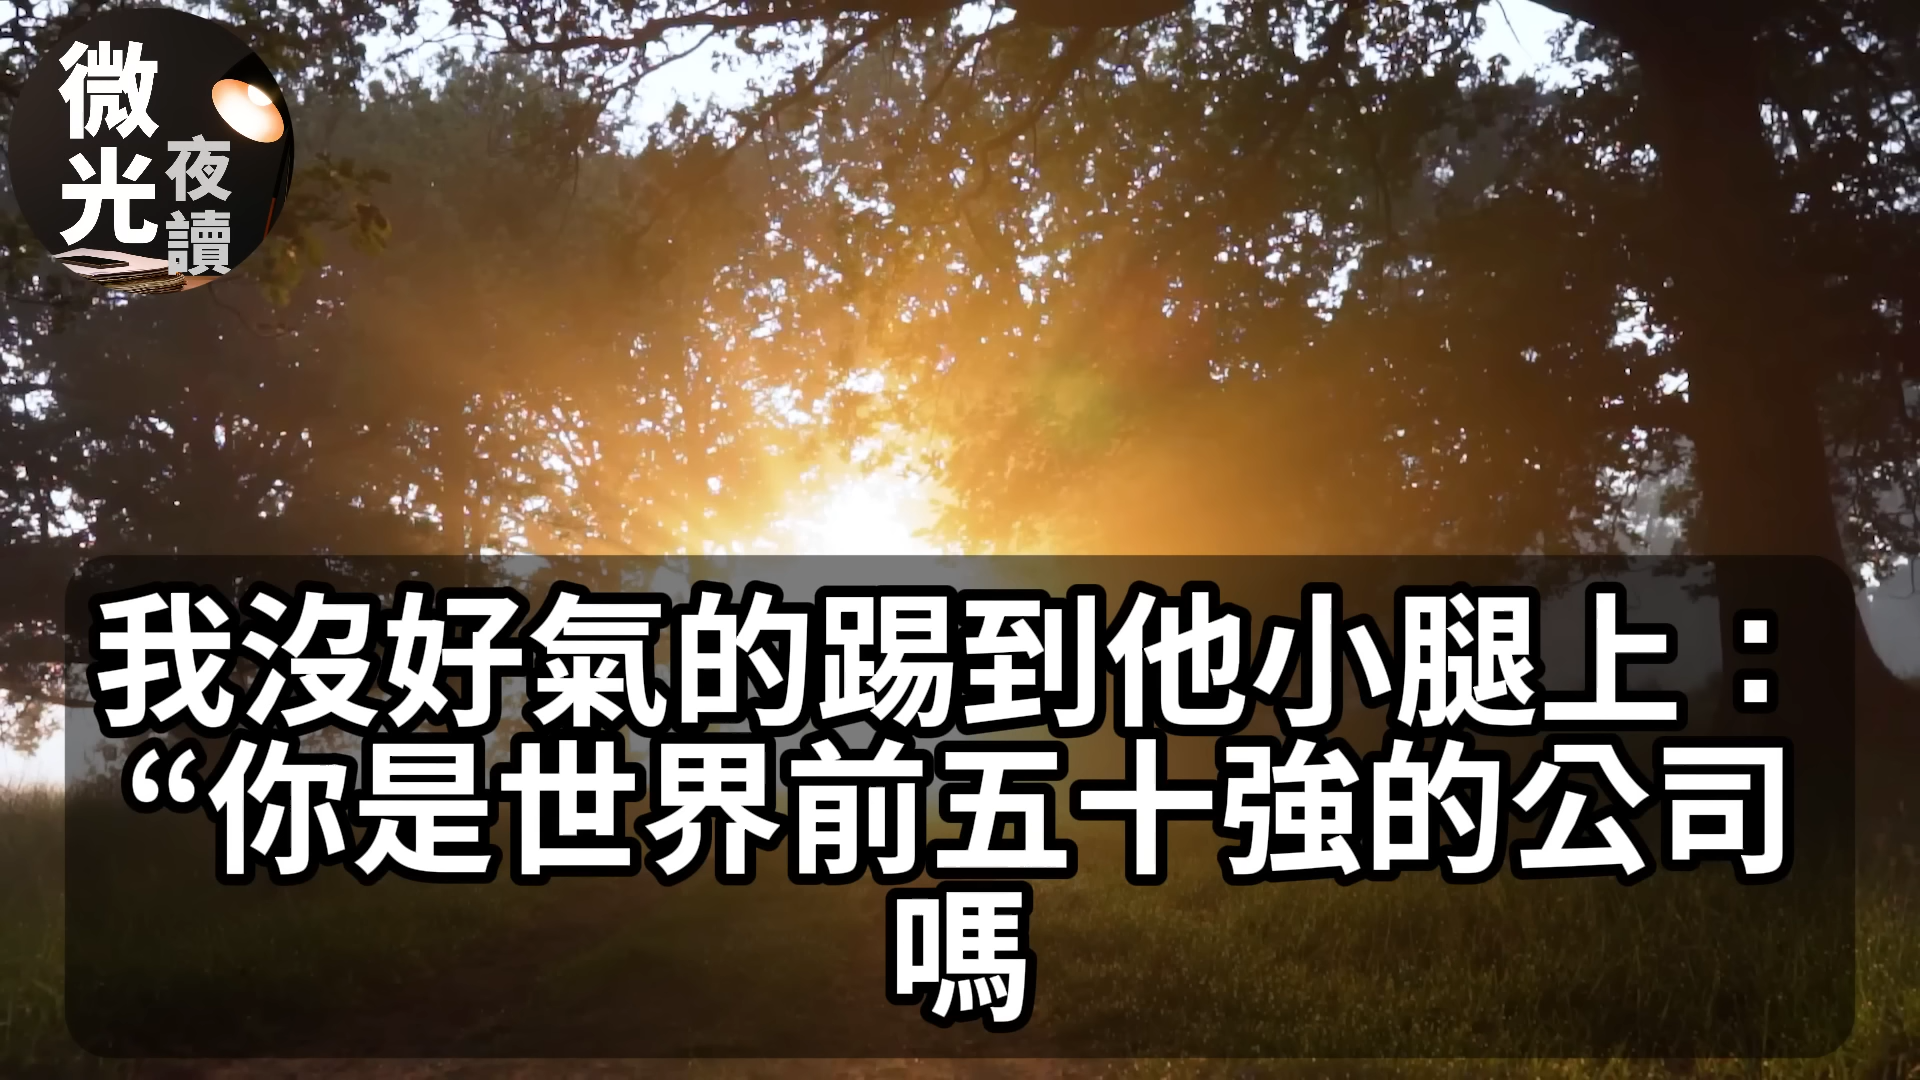 微光
夜讀
我沒好氣的踢到他小腿上：
“你是世界前五十強的公司
嗎